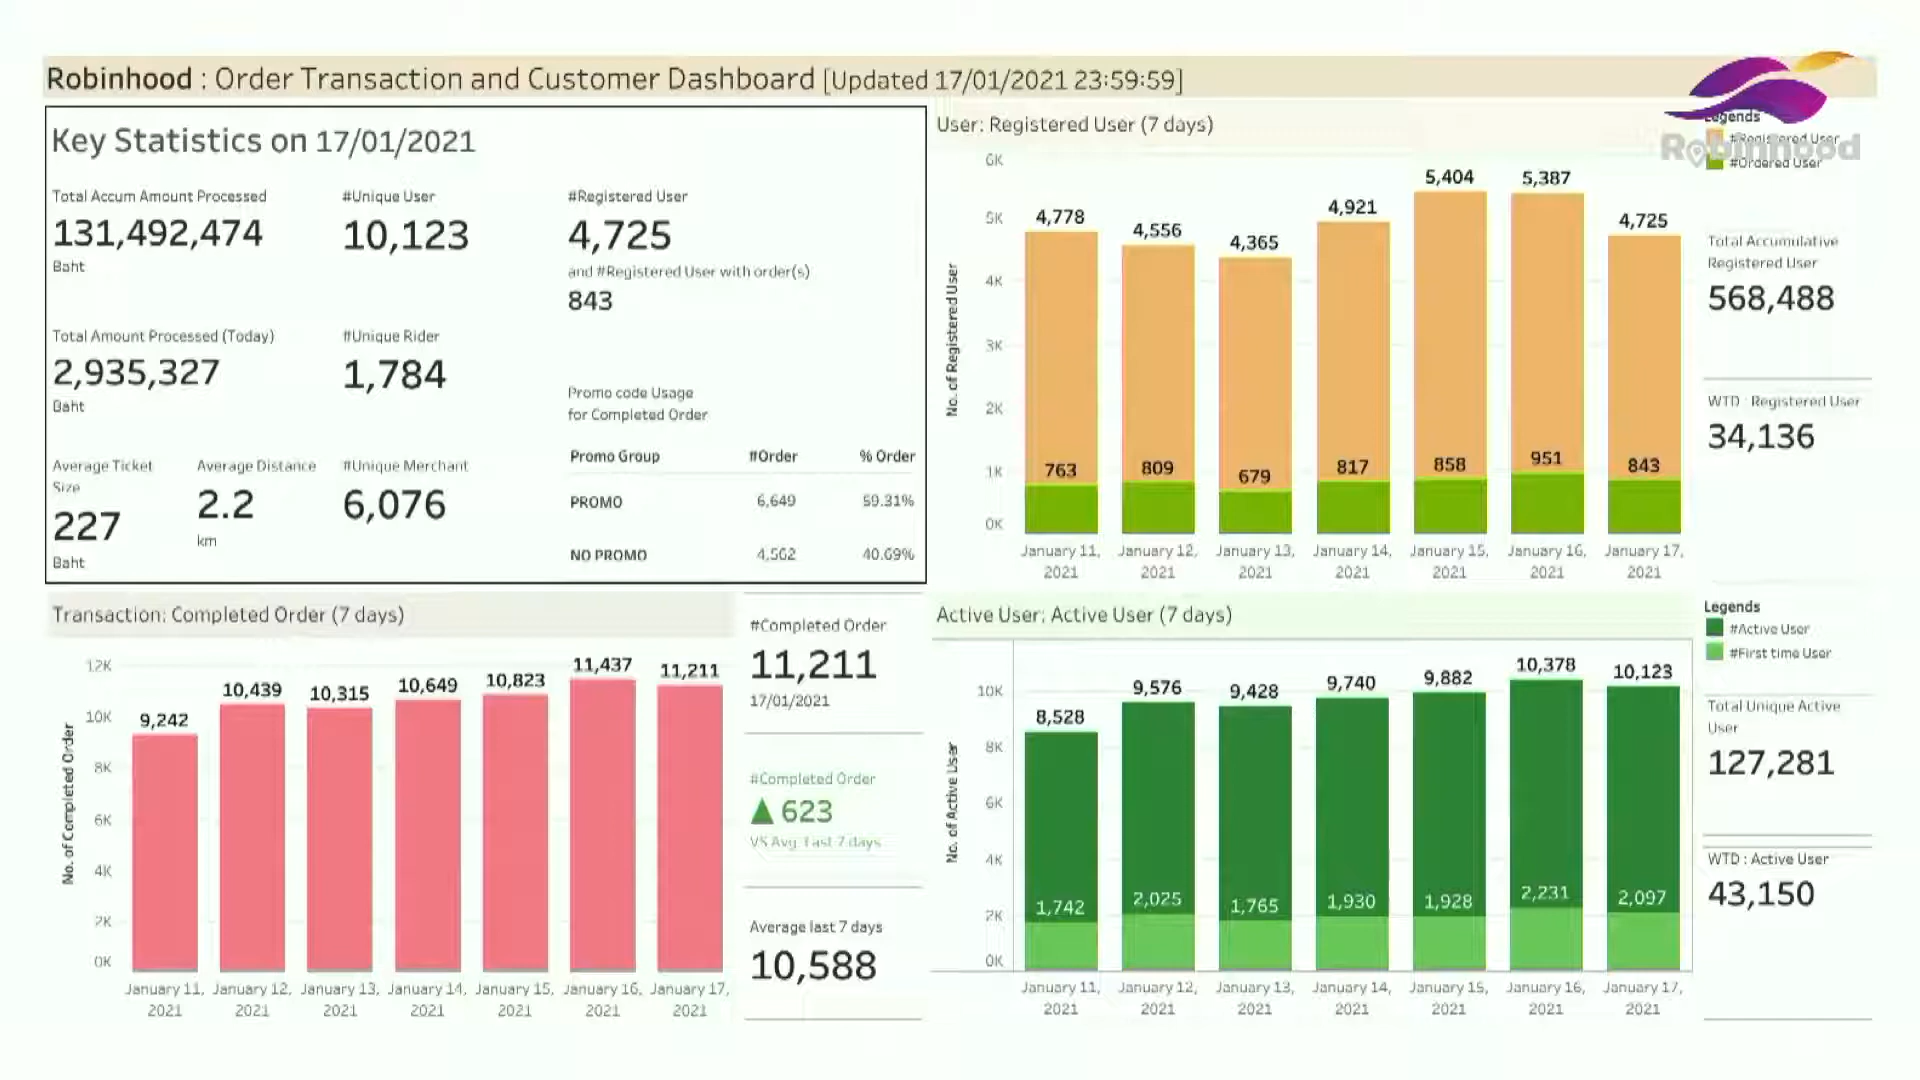 Robinhood : Order Transaction and Customer Dashboard [Updated 17/01/2021 23:59:59]
Robinhood
Key Statistics on 17/01/2021
Total Accum Amount Processed
131,492,474
Baht
#Unique User
10,123
#Registered User
4,725
and #Registered User with order(s)
843
Total Amount Processed (Today)
2,935,327
Baht
#Unique Rider
1,784
Promo code Usage
for Completed Order
Average Ticket
Size
227
Baht
Average Distance
2.2
km
#Unique Merchant
6,076
Promo Group #Order % Order
PROMO 6,649 59.31%
NO PROMO 4,562 40.69%
User: Registered User (7 days)
No. of Registered User
6K
5K
4K
3K
2K
1K
0K
4,778
4,556
4,365
4,921
5,404
5,387
4,725
763
809
679
817
858
951
843
January 11, 2021
January 12, 2021
January 13, 2021
January 14, 2021
January 15, 2021
January 16, 2021
January 17, 2021
Legends
#Registered User
#Ordered User
Total Accumulative
Registered User
568,488
WTD : Registered User
34,136
Transaction: Completed Order (7 days)
No. of Completed Order
12K
10K
8K
6K
4K
2K
0K
9,242
10,439
10,315
10,649
10,823
11,437
11,211
January 11, 2021
January 12, 2021
January 13, 2021
January 14, 2021
January 15, 2021
January 16, 2021
January 17, 2021
#Completed Order
11,211
17/01/2021
#Completed Order
▲ 623
VS Avg. Last 7 days
Average last 7 days
10,588
Active User: Active User (7 days)
No. of Active User
10K
8K
6K
4K
2K
0K
8,528
9,576
9,428
9,740
9,882
10,378
10,123
1,742
2,025
1,765
1,930
1,928
2,231
2,097
January 11, 2021
January 12, 2021
January 13, 2021
January 14, 2021
January 15, 2021
January 16, 2021
January 17, 2021
Legends
#Active User
#First time User
Total Unique Active
User
127,281
WTD : Active User
43,150